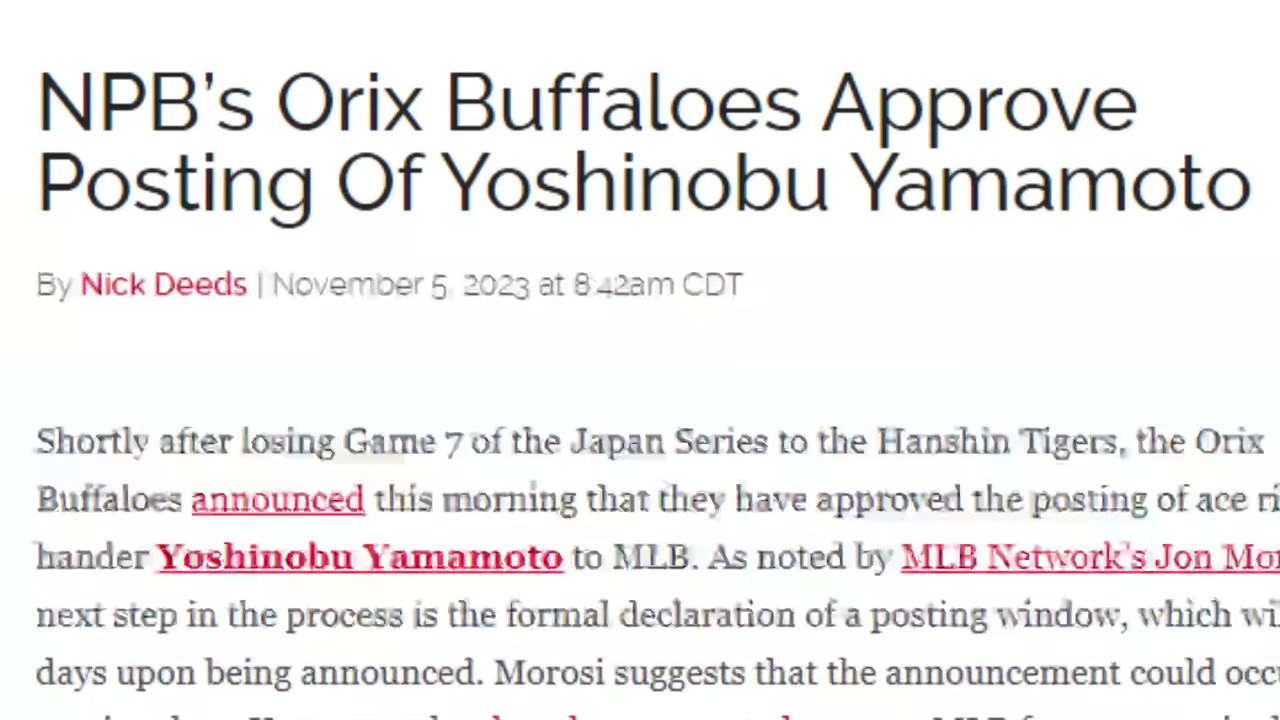 NPB’s Orix Buffaloes Approve
Posting Of Yoshinobu Yamamoto
By Nick Deeds | November 5, 2023 at 8:42am CDT
Shortly after losing Game 7 of the Japan Series to the Hanshin Tigers, the Orix
Buffaloes announced this morning that they have approved the posting of ace ri
hander Yoshinobu Yamamoto to MLB. As noted by MLB Network's Jon Mor
next step in the process is the formal declaration of a posting window, which wi
days upon being announced. Morosi suggests that the announcement could occu